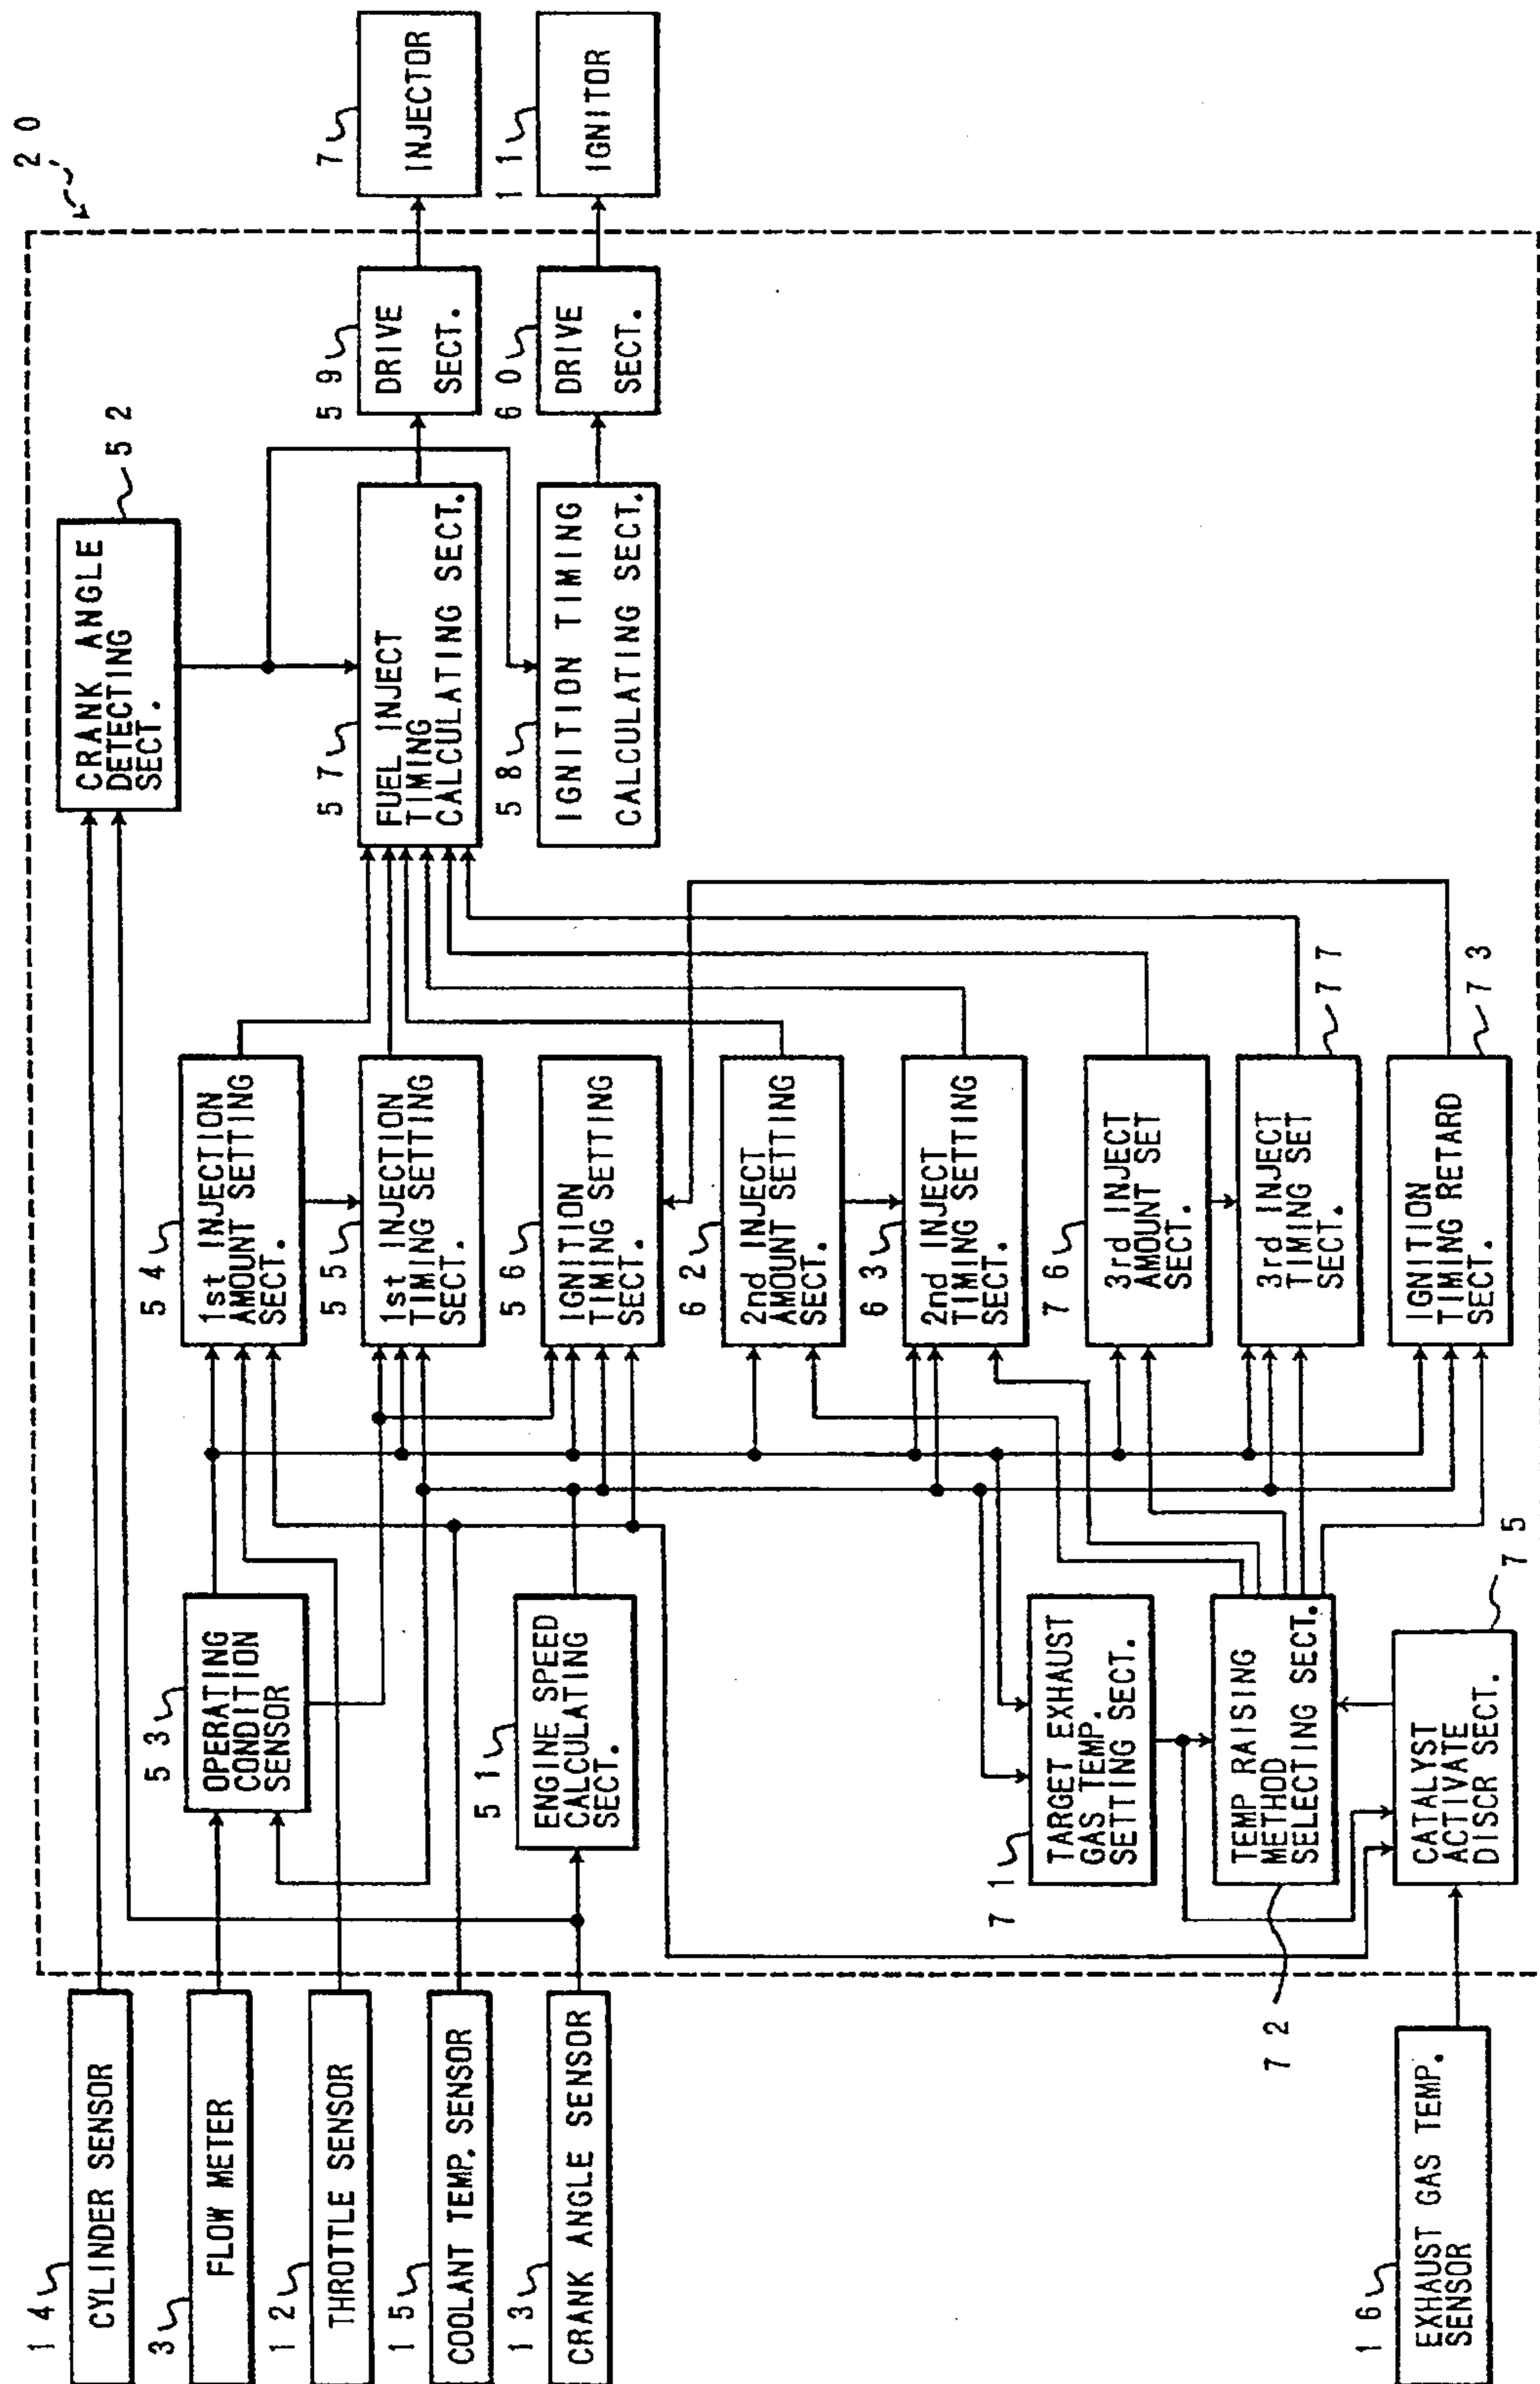 20
14
CYLINDER SENSOR
3
FLOW METER
12
THROTTLE SENSOR
15
COOLANT TEMP. SENSOR
13
CRANK ANGLE SENSOR
16
EXHAUST GAS TEMP.
SENSOR
53
OPERATING
CONDITION
SENSOR
51
ENGINE SPEED
CALCULATING
SECT.
71
TARGET EXHAUST
GAS TEMP.
SETTING SECT.
72
TEMP RAISING
METHOD
SELECTING SECT.
75
CATALYST
ACTIVATE
DISCR SECT.
54
1st INJECTION
AMOUNT SETTING
SECT.
55
1st INJECTION
TIMING SETTING
SECT.
56
IGNITION
TIMING SETTING
SECT.
62
2nd INJECT
AMOUNT SETTING
SECT.
63
2nd INJECT
TIMING SETTING
SECT.
76
3rd INJECT
AMOUNT SET
SECT.
77
3rd INJECT
TIMING SET
SECT.
73
IGNITION
TIMING RETARD
SECT.
52
CRANK ANGLE
DETECTING
SECT.
57
FUEL INJECT
TIMING
CALCULATING SECT.
58
IGNITION TIMING
CALCULATING SECT.
59
DRIVE
SECT.
60
DRIVE
SECT.
7
INJECTOR
11
IGNITOR